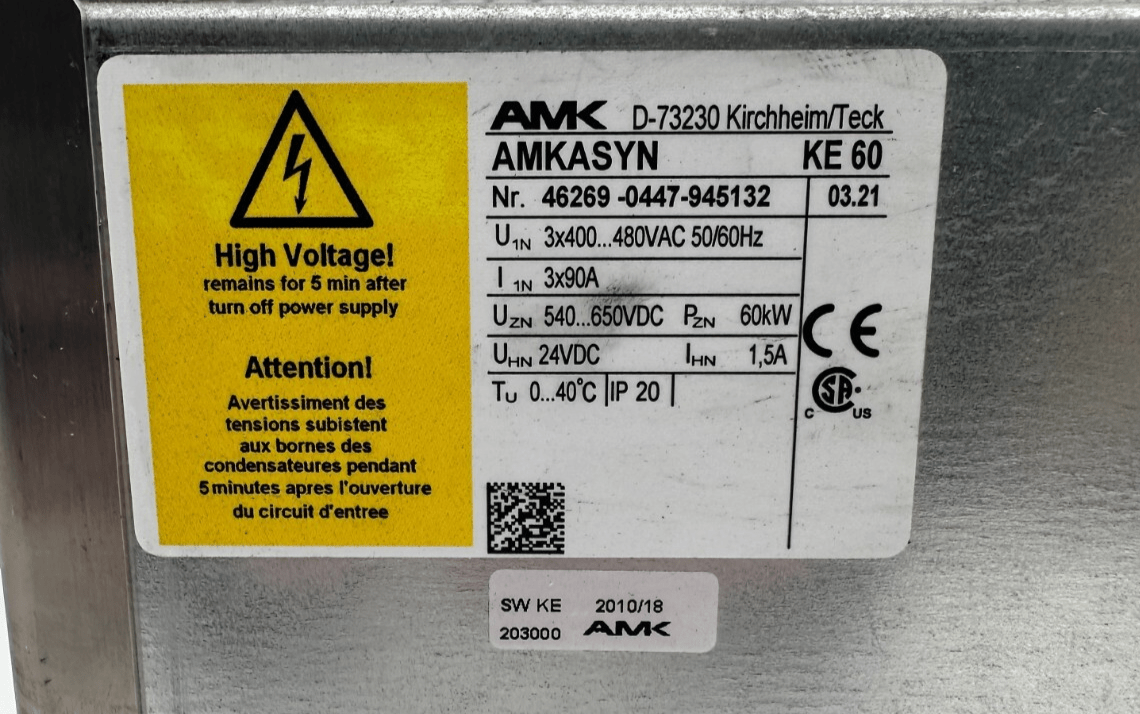 High Voltage!
remains for 5 min after
turn off power supply
Attention!
Avertissiment des
tensions subistent
aux bornes des
condensateures pendant
5 minutes apres l'ouverture
du circuit d'entree
AMK D-73230 Kirchheim/Teck
AMKASYN KE 60
Nr. 46269 -0447-945132 03.21
U1N 3x400...480VAC 50/60Hz
I 1N 3x90A
UZN 540...650VDC PZN 60kW
UHN 24VDC IHN 1,5A
TU 0...40°C IP 20
CE
C SA US
SW KE 2010/18
203000 AMK